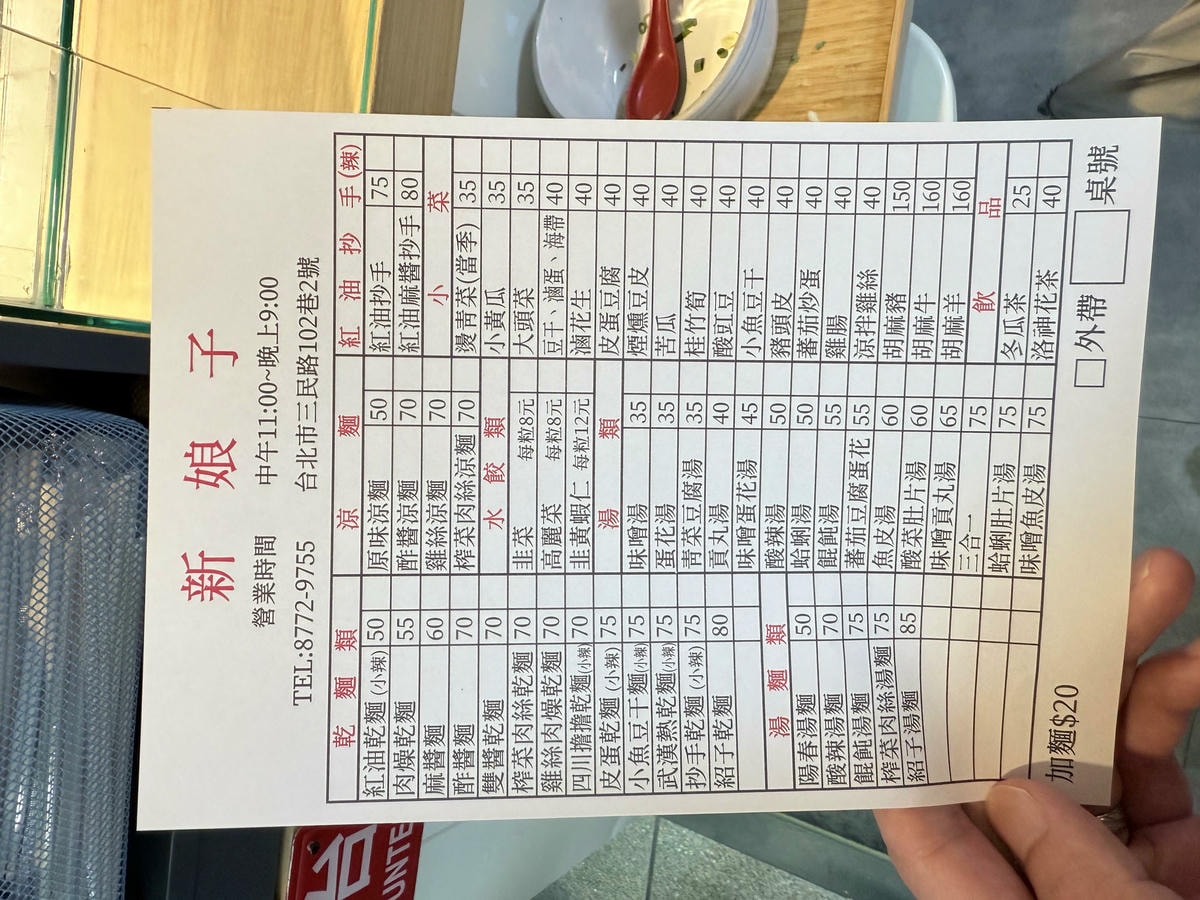 新娘子
營業時間 中午11:00~晚上9:00
TEL:8772-9755 台北市三民路102巷2號
乾麵類
紅油乾麵(小辣) 50
肉燥乾麵 55
麻醬麵 60
酢醬麵 70
雙醬乾麵 70
榨菜肉絲乾麵 70
雞絲肉燥乾麵 70
四川擔擔乾麵(小辣) 70
皮蛋乾麵(小辣) 75
小魚豆干麵(小辣) 75
武漢熱乾麵(小辣) 75
抄手乾麵(小辣) 75
紹子乾麵 80
湯麵類
陽春湯麵 50
酸辣湯麵 70
餛飩湯麵 75
榨菜肉絲湯麵 75
紹子湯麵 85
涼麵
原味涼麵 50
酢醬涼麵 70
雞絲涼麵 70
榨菜肉絲涼麵 70
水餃類
韭菜 每粒8元
高麗菜 每粒8元
韭黃蝦仁 每粒12元
湯類
味噌湯 35
蛋花湯 35
青菜豆腐湯 35
貢丸湯 40
味噌蛋花湯 45
酸辣湯 50
蛤蜊湯 50
餛飩湯 55
蕃茄豆腐蛋花 55
魚皮湯 60
酸菜肚片湯 60
味噌貢丸湯 65
三合一 75
蛤蜊肚片湯 75
味噌魚皮湯 75
紅油抄手(辣)
紅油抄手 75
紅油麻醬抄手 80
小菜
燙青菜(當季) 35
小黃瓜 35
大頭菜 35
豆干、滷蛋、海帶 40
滷花生 40
皮蛋豆腐 40
煙燻豆皮 40
苦瓜 40
桂竹筍 40
酸豇豆 40
小魚豆干 40
豬頭皮 40
蕃茄炒蛋 40
雞腸 40
涼拌雞絲 40
胡麻豬 150
胡麻牛 160
胡麻羊 160
飲品
冬瓜茶 25
洛神花茶 40
加麵$20
□外帶
桌號
台
UNTE